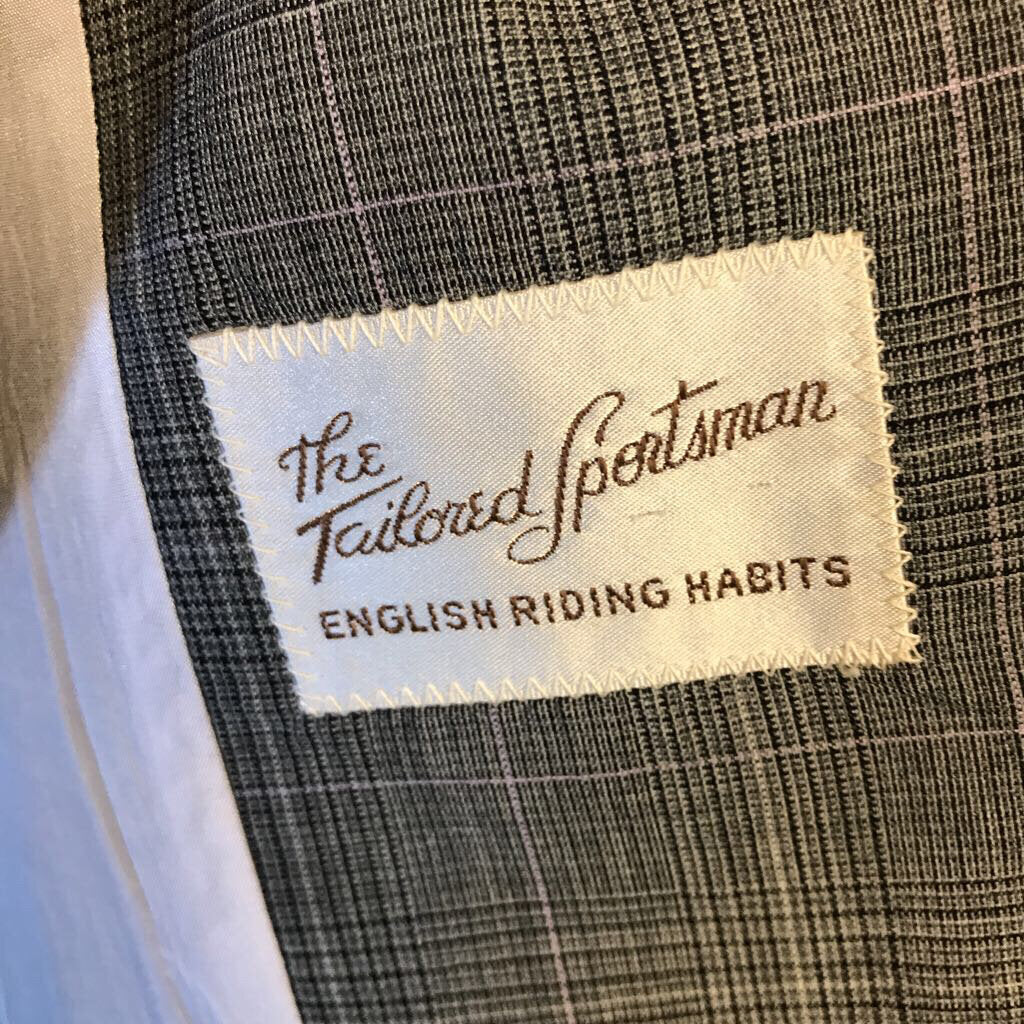 The
Tailored Sportsman
ENGLISH RIDING HABITS